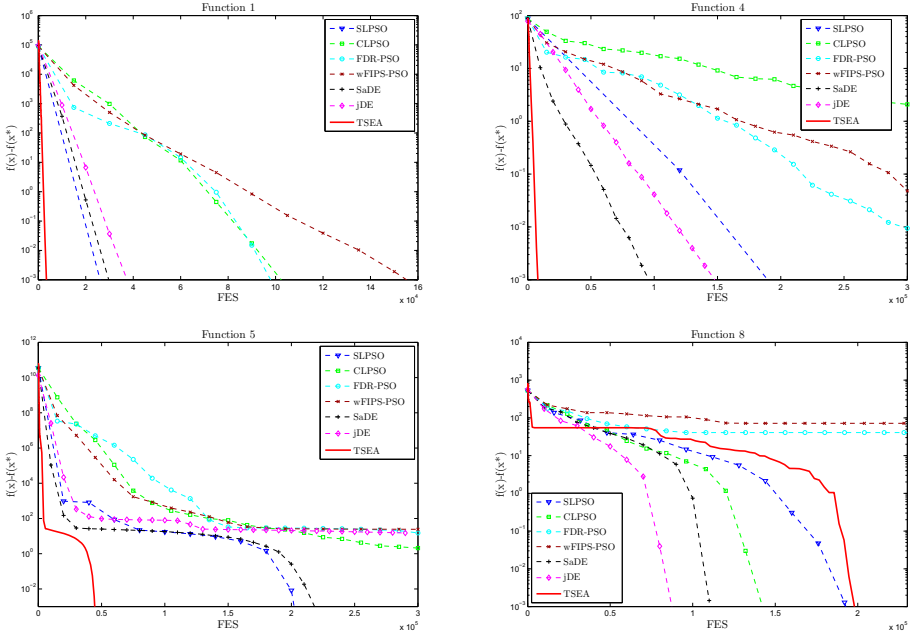 Function 1
f(x)-f(x*)
10^6
10^5
10^4
10^3
10^2
10^1
10^0
10^-1
10^-2
10^-3
0 2 4 6 8 10 12 14 16
x 10^4
FES
SLPSO
CLPSO
FDR-PSO
wFIPS-PSO
SaDE
jDE
TSEA
Function 4
f(x)-f(x*)
10^2
10^1
10^0
10^-1
10^-2
10^-3
0 0.5 1 1.5 2 2.5 3
x 10^5
FES
SLPSO
CLPSO
FDR-PSO
wFIPS-PSO
SaDE
jDE
TSEA
Function 5
f(x)-f(x*)
10^12
10^10
10^8
10^6
10^4
10^2
10^0
10^-2
0 0.5 1 1.5 2 2.5 3
x 10^5
FES
SLPSO
CLPSO
FDR-PSO
wFIPS-PSO
SaDE
jDE
TSEA
Function 8
f(x)-f(x*)
10^4
10^3
10^2
10^1
10^0
10^-1
10^-2
10^-3
0 0.5 1 1.5 2
x 10^5
FES
SLPSO
CLPSO
FDR-PSO
wFIPS-PSO
SaDE
jDE
TSEA